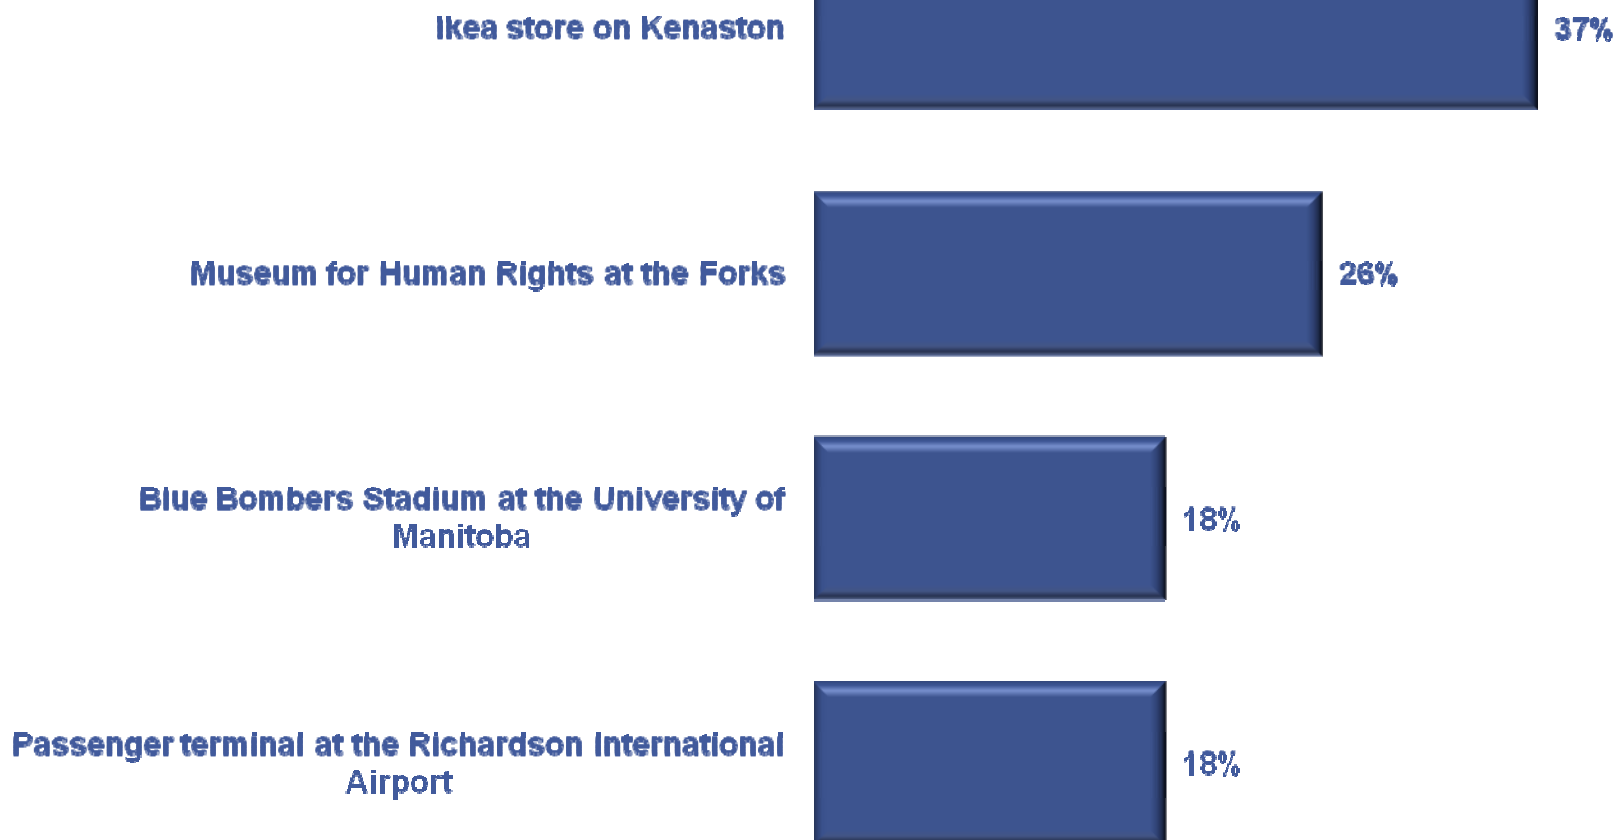 Ikea store on Kenaston
37%
Museum for Human Rights at the Forks
26%
Blue Bombers Stadium at the University of
Manitoba
18%
Passenger terminal at the Richardson International
Airport
18%